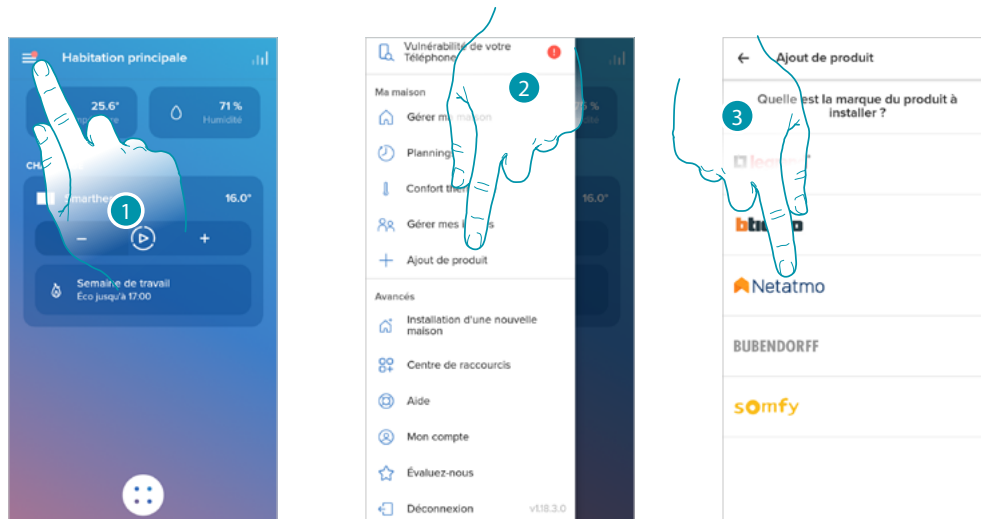 Habitation principale
25.6°
71 %
Humidité
16.0°
1
−
+
Semaine de travail
Éco jusqu'à 17:00
Vulnérabilité de votre
Téléphone
!
Ma maison
Gérer ma maison
Planning
Confort
Gérer mes
Ajout de produit
Avancés
Installation d'une nouvelle
maison
Centre de raccourcis
Aide
Mon compte
Évaluez-nous
Déconnexion
v1.18.3.0
2
16.0°
Ajout de produit
Quelle est la marque du produit à
installer ?
3
Netatmo
BUBENDORFF
somfy